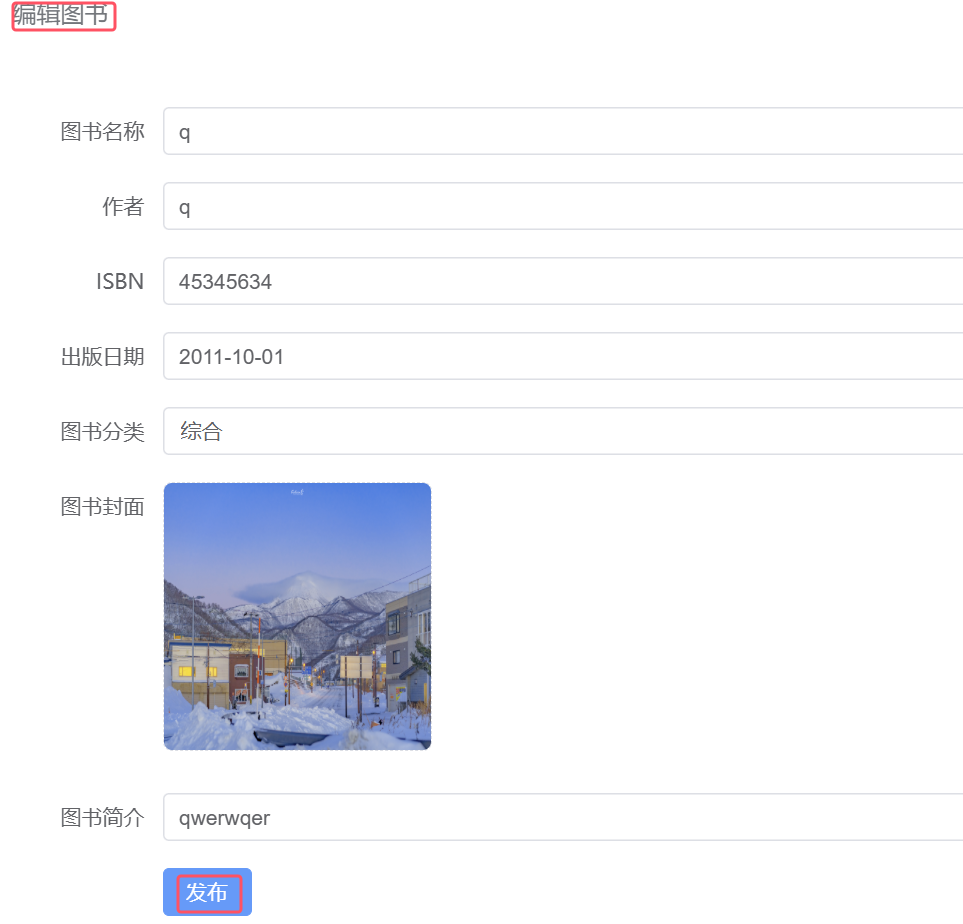 编辑图书
图书名称 q
作者 q
ISBN 45345634
出版日期 2011-10-01
图书分类 综合
图书封面
图书简介 qwerwqer
发布